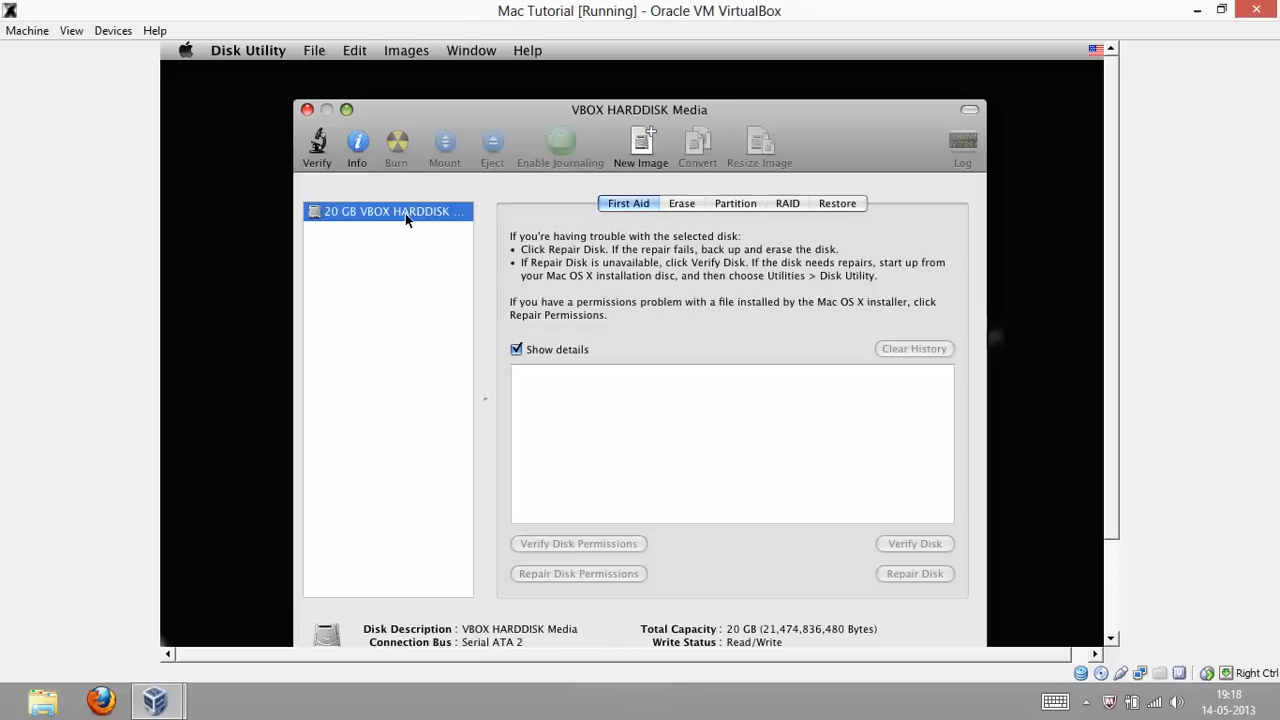 Mac Tutorial [Running] - Oracle VM VirtualBox
Machine View Devices Help
Disk Utility File Edit Images Window Help
VBOX HARDDISK Media
Verify Info Burn Mount Eject Enable Journaling New Image Convert Resize Image Log
20 GB VBOX HARDDISK ...
First Aid Erase Partition RAID Restore
If you're having trouble with the selected disk:
• Click Repair Disk. If the repair fails, back up and erase the disk.
• If Repair Disk is unavailable, click Verify Disk. If the disk needs repairs, start up from
your Mac OS X installation disc, and then choose Utilities > Disk Utility.
If you have a permissions problem with a file installed by the Mac OS X installer, click
Repair Permissions.
Show details
Clear History
Verify Disk Permissions
Verify Disk
Repair Disk Permissions
Repair Disk
Disk Description : VBOX HARDDISK Media
Connection Bus : Serial ATA 2
Total Capacity : 20 GB (21,474,836,480 Bytes)
Write Status : Read/Write
Right Ctrl
19:18
14-05-2013